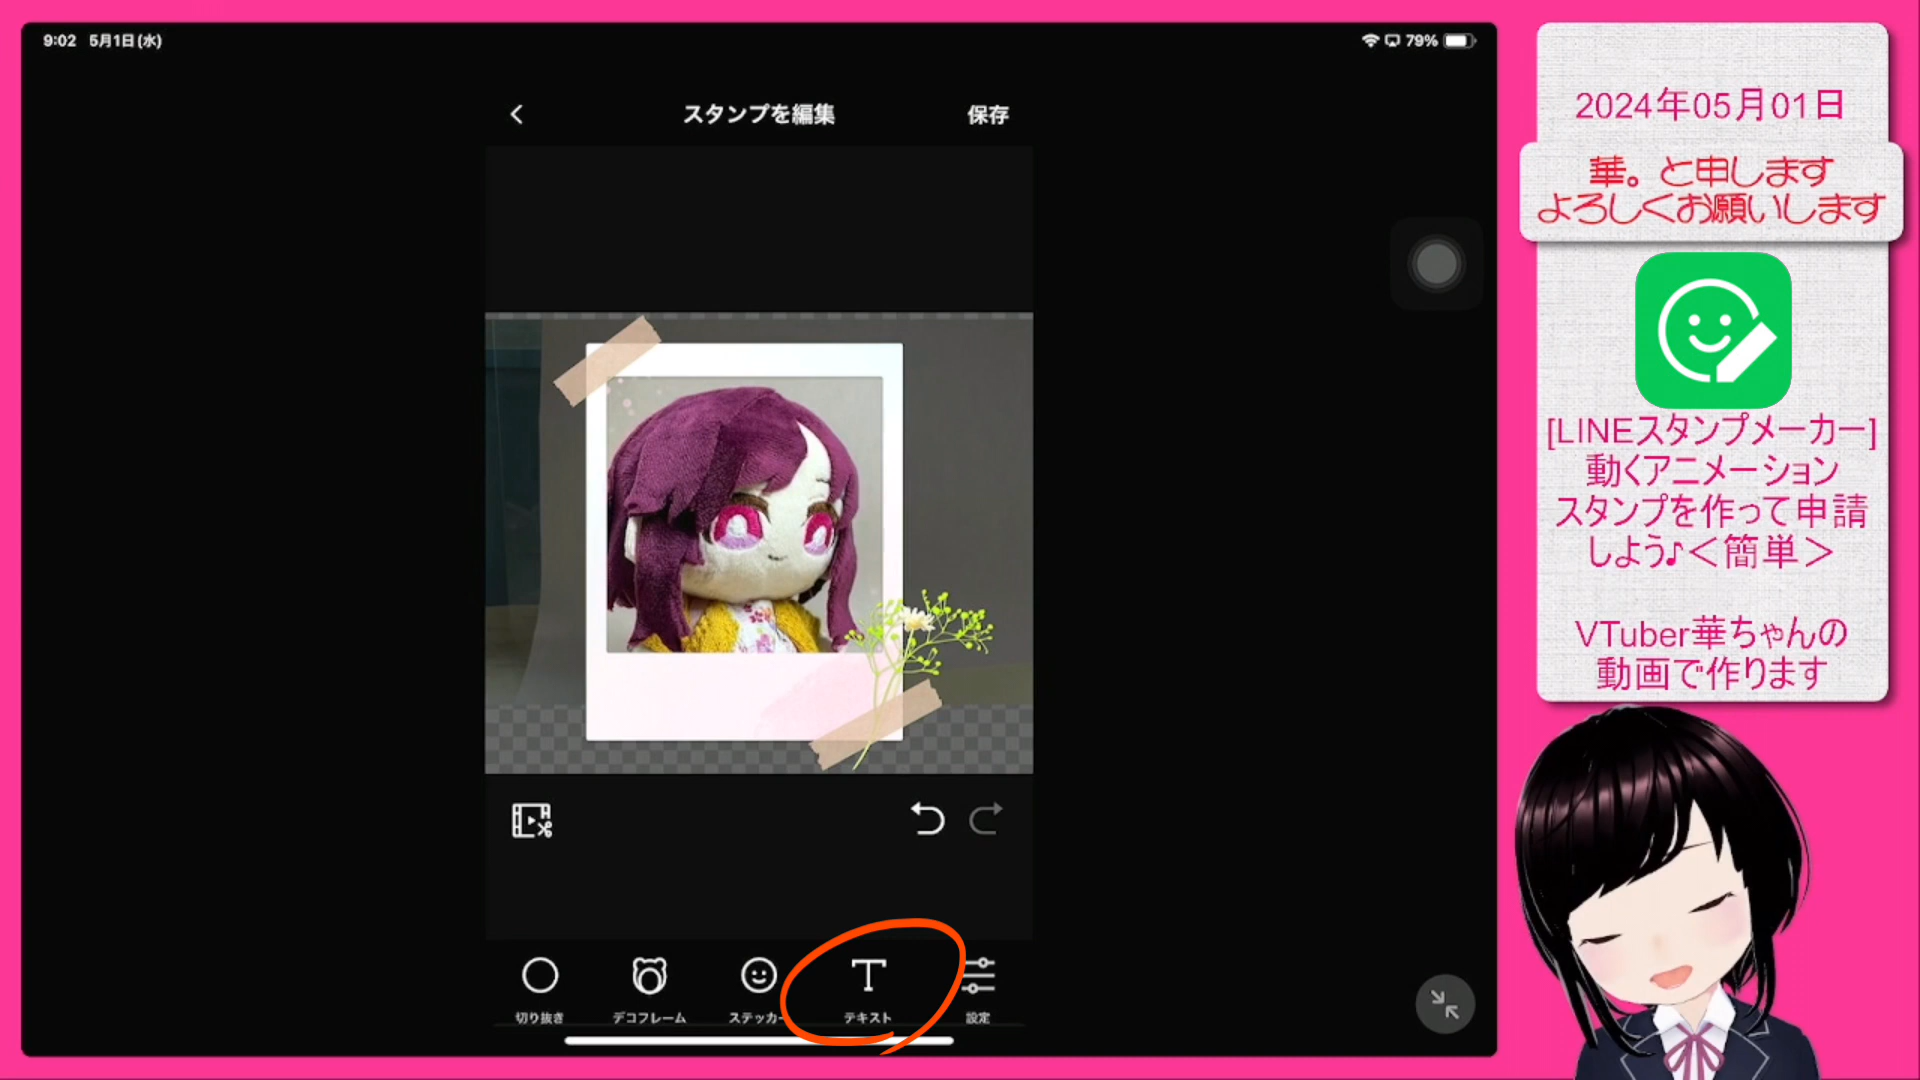 9:02 5月1日(水)
79%
スタンプを編集
保存
切り抜き
デコフレーム
ステッカー
テキスト
設定
2024年05月01日
華。と申します
よろしくお願いします
[LINEスタンプメーカー]
動くアニメーション
スタンプを作って申請
しよう♪＜簡単＞
VTuber華ちゃんの
動画で作ります